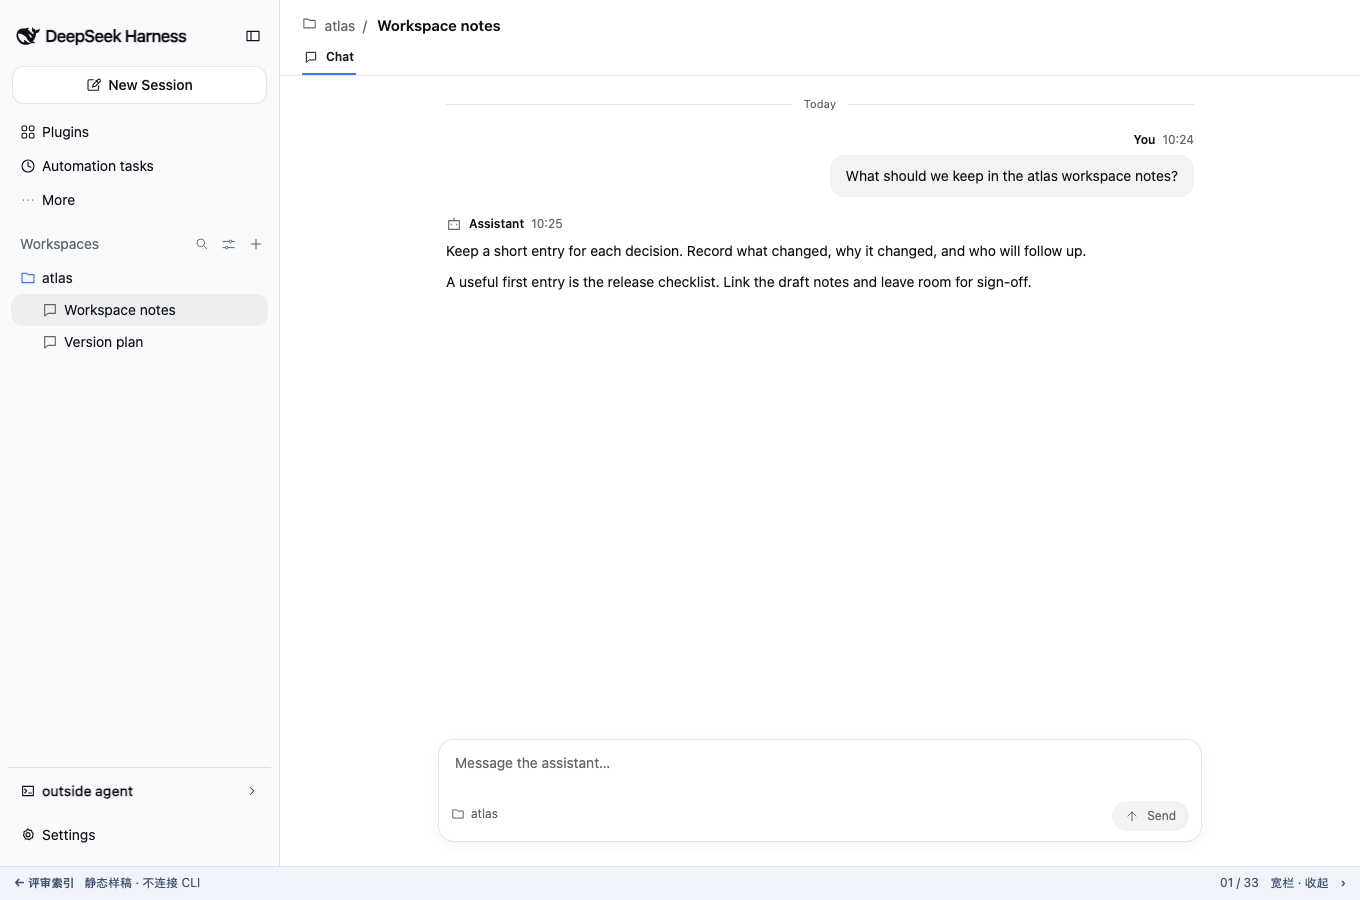 DeepSeek Harness
New Session
Plugins
Automation tasks
More
Workspaces
atlas
Workspace notes
Version plan
outside agent
Settings
atlas / Workspace notes
Chat
Today
You 10:24
What should we keep in the atlas workspace notes?
Assistant 10:25
Keep a short entry for each decision. Record what changed, why it changed, and who will follow up.
A useful first entry is the release checklist. Link the draft notes and leave room for sign-off.
Message the assistant…
atlas
Send
← 评审索引 静态样稿 · 不连接 CLI
01 / 33 宽栏 · 收起 ›